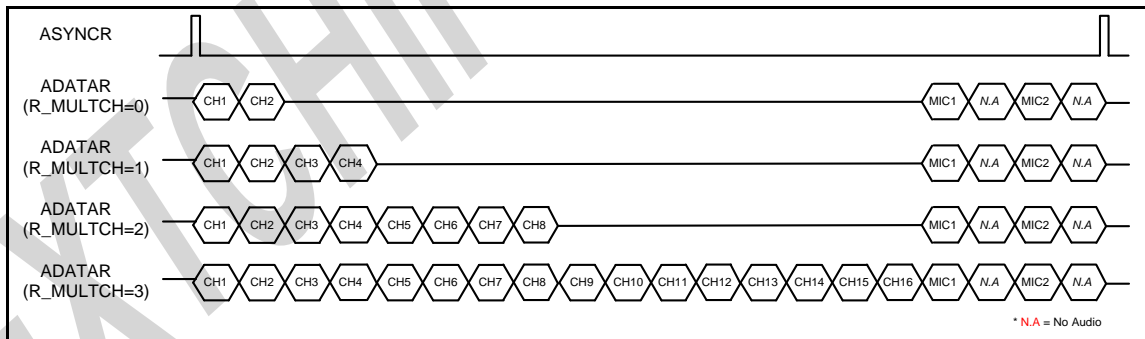 ASYNCR
ADATAR
(R_MULTCH=0)
CH1 CH2 MIC1 N.A MIC2 N.A
ADATAR
(R_MULTCH=1)
CH1 CH2 CH3 CH4 MIC1 N.A MIC2 N.A
ADATAR
(R_MULTCH=2)
CH1 CH2 CH3 CH4 CH5 CH6 CH7 CH8 MIC1 N.A MIC2 N.A
ADATAR
(R_MULTCH=3)
CH1 CH2 CH3 CH4 CH5 CH6 CH7 CH8 CH9 CH10 CH11 CH12 CH13 CH14 CH15 CH16 MIC1 N.A MIC2 N.A
* N.A = No Audio